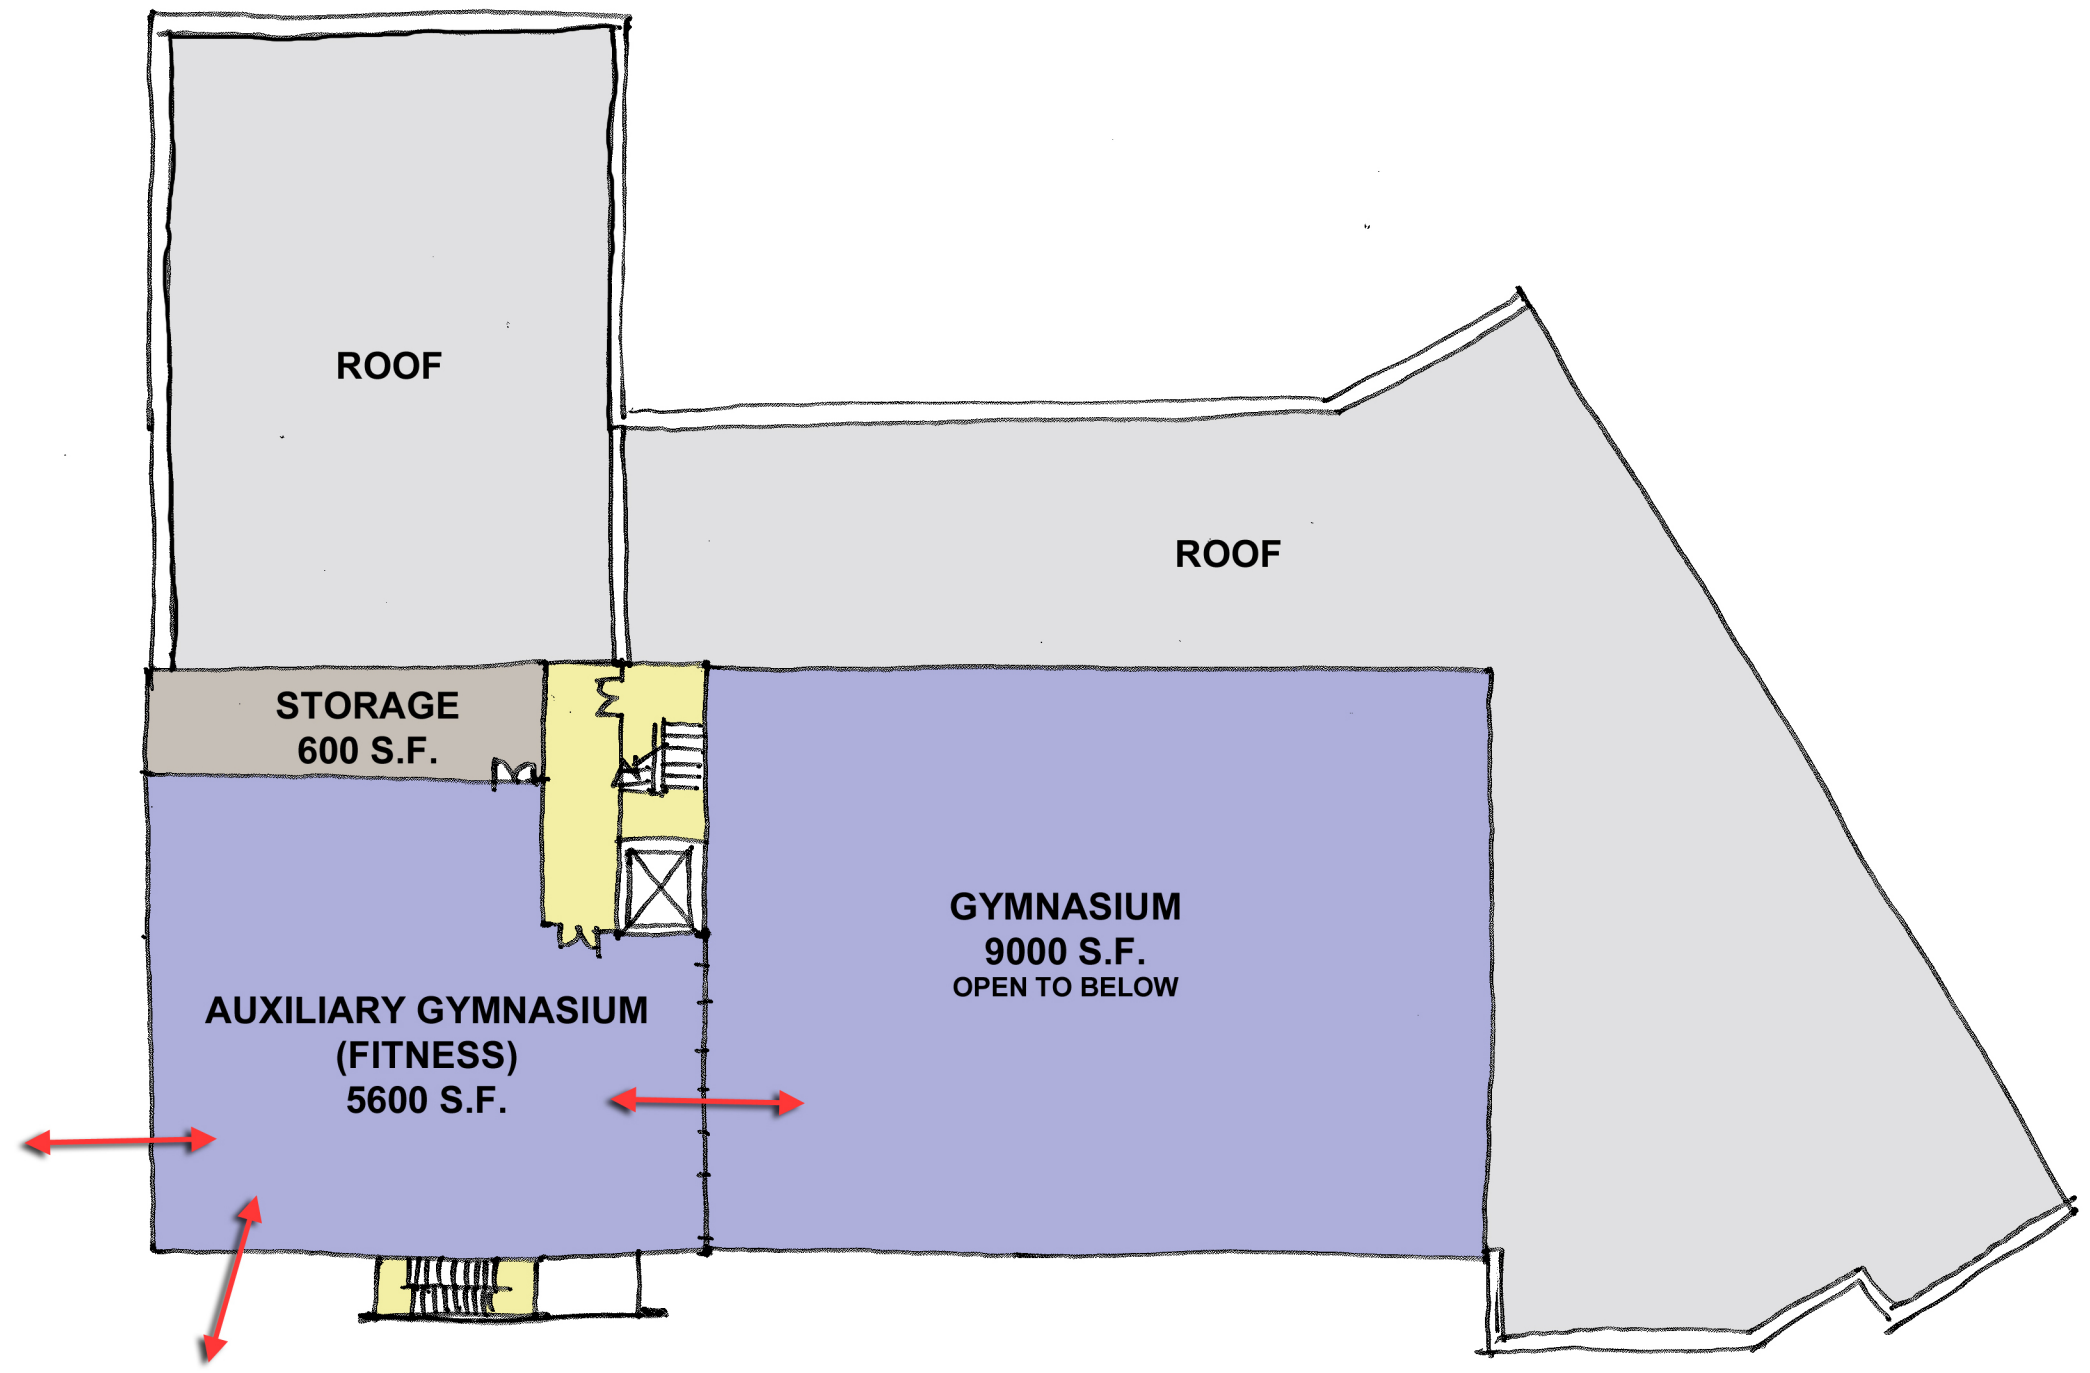 ROOF
ROOF
STORAGE
600 S.F.
GYMNASIUM
9000 S.F.
OPEN TO BELOW
AUXILIARY GYMNASIUM
(FITNESS)
5600 S.F.